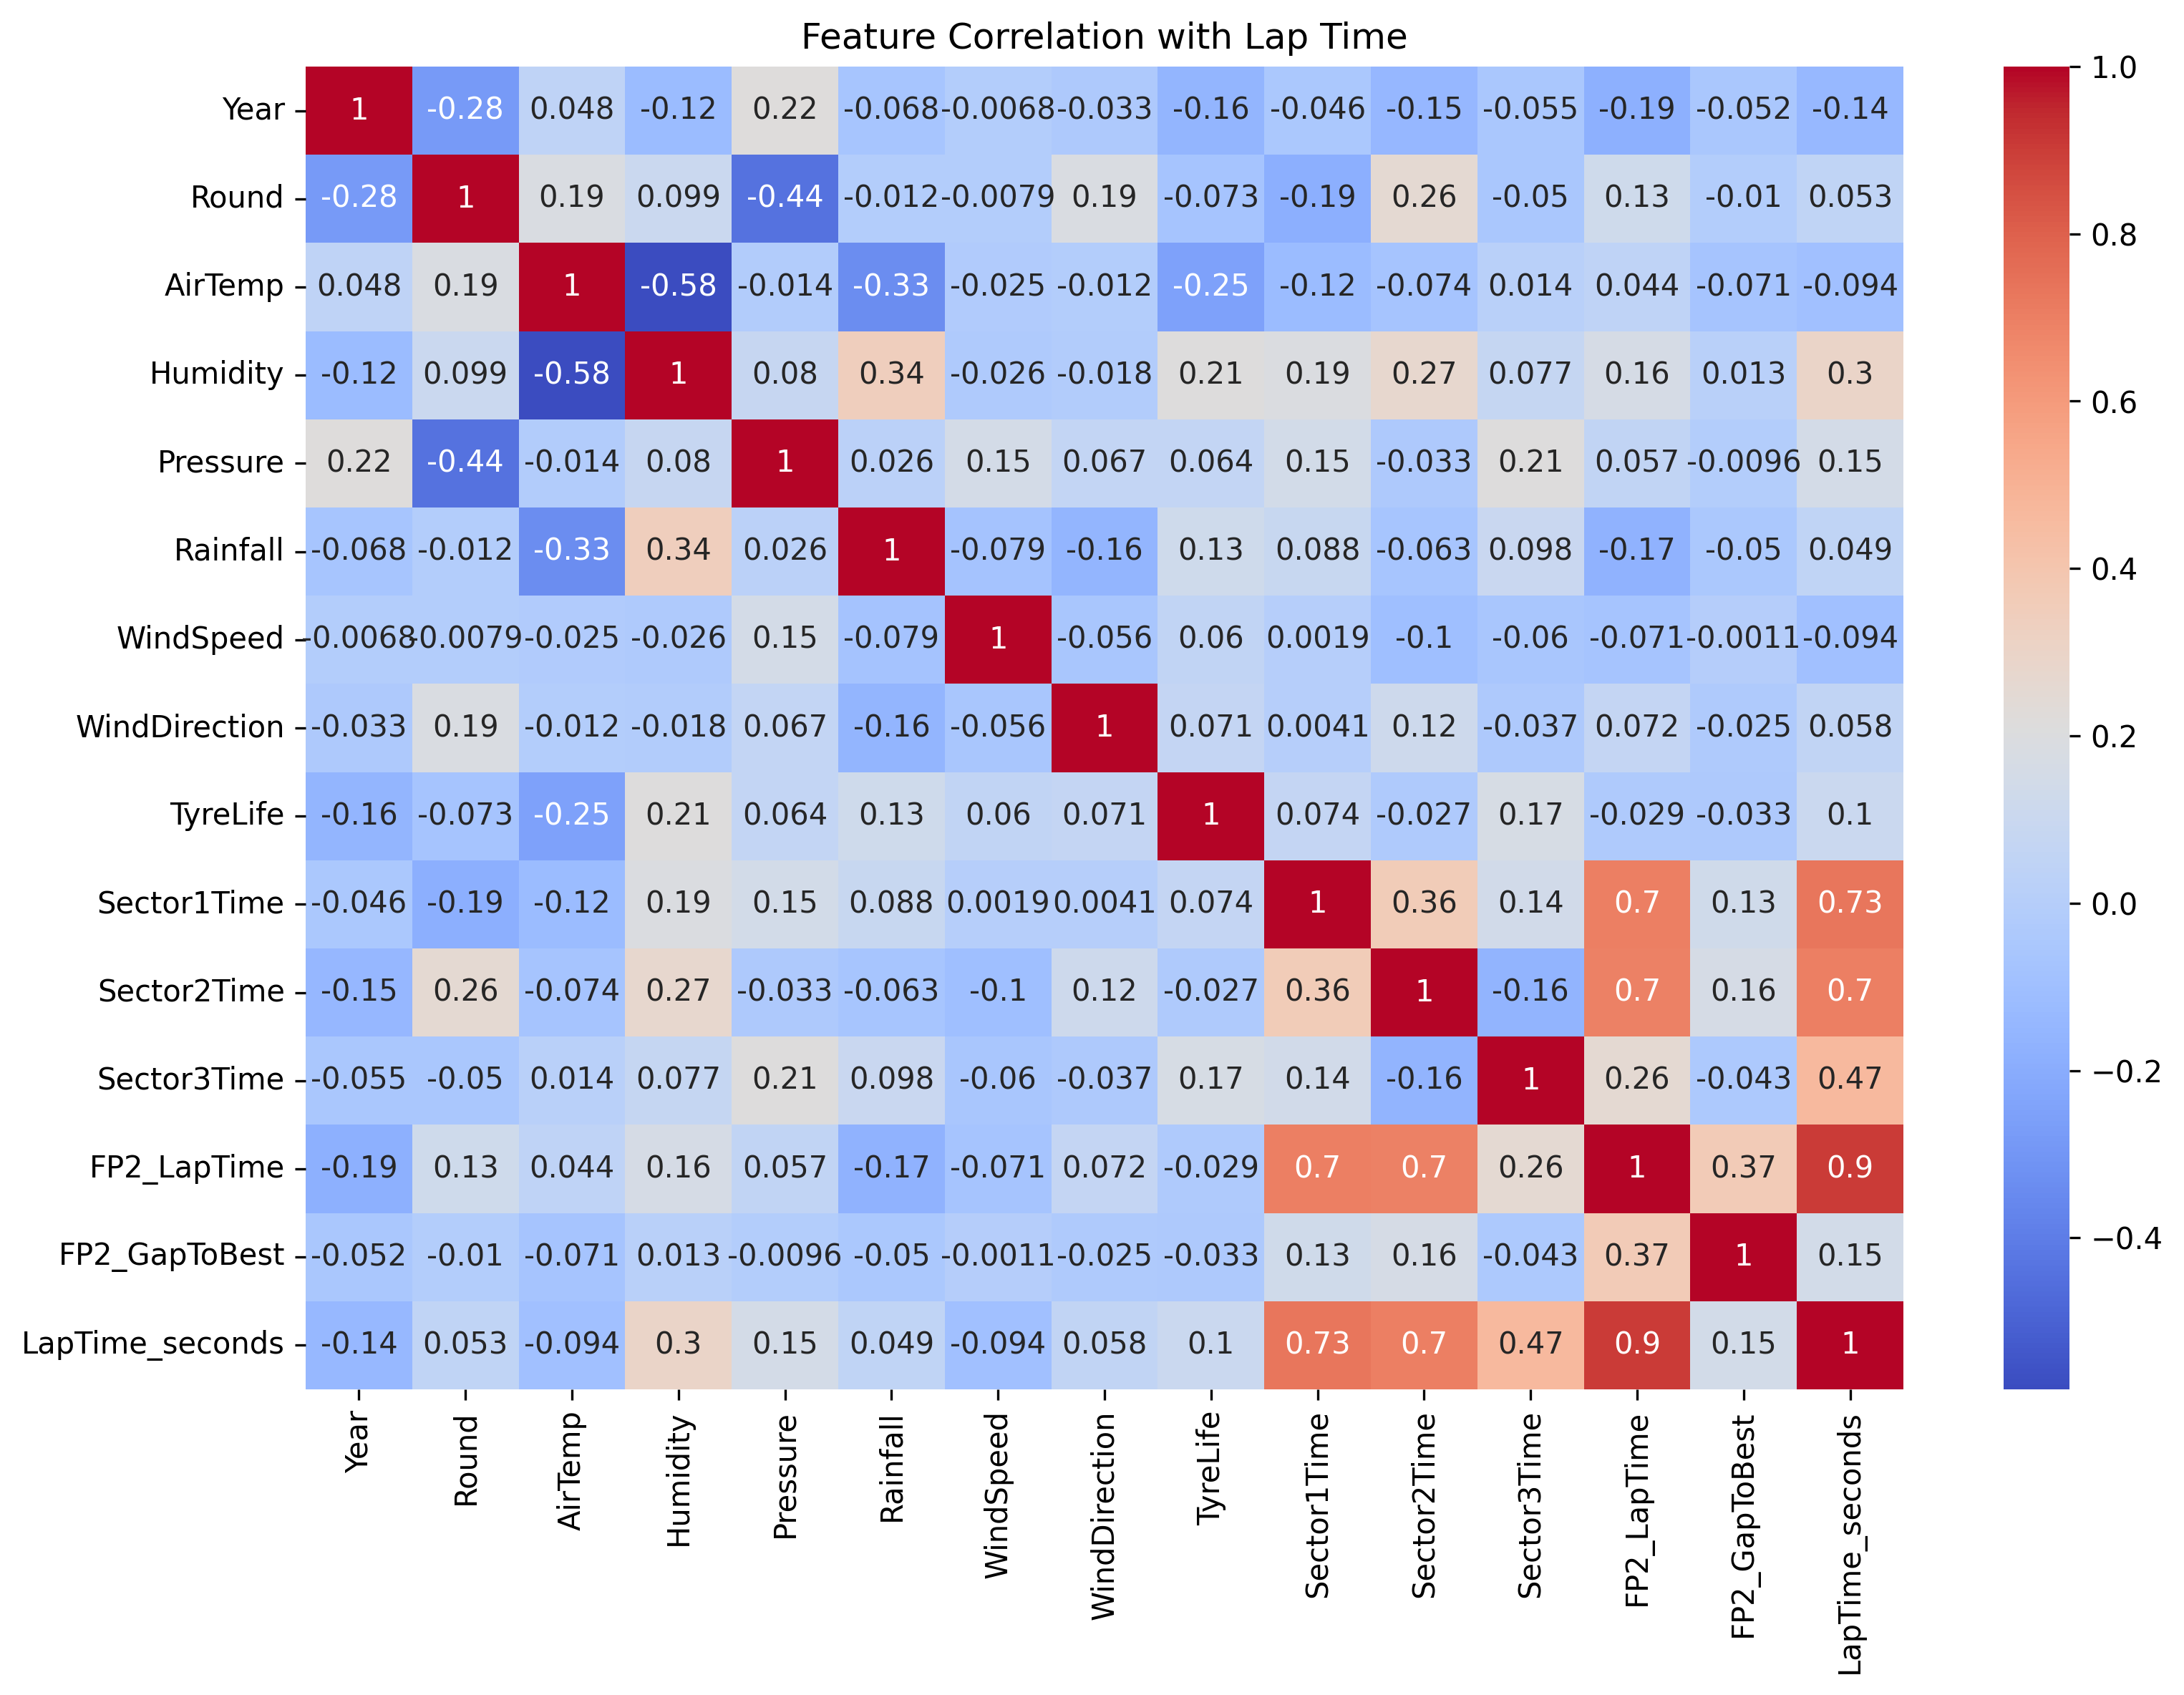 Feature Correlation with Lap Time
Year 1 -0.28 0.048 -0.12 0.22 -0.068 -0.0068 -0.033 -0.16 -0.046 -0.15 -0.055 -0.19 -0.052 -0.14
Round -0.28 1 0.19 0.099 -0.44 -0.012 -0.0079 0.19 -0.073 -0.19 0.26 -0.05 0.13 -0.01 0.053
AirTemp 0.048 0.19 1 -0.58 -0.014 -0.33 -0.025 -0.012 -0.25 -0.12 -0.074 0.014 0.044 -0.071 -0.094
Humidity -0.12 0.099 -0.58 1 0.08 0.34 -0.026 -0.018 0.21 0.19 0.27 0.077 0.16 0.013 0.3
Pressure 0.22 -0.44 -0.014 0.08 1 0.026 0.15 0.067 0.064 0.15 -0.033 0.21 0.057 -0.0096 0.15
Rainfall -0.068 -0.012 -0.33 0.34 0.026 1 -0.079 -0.16 0.13 0.088 -0.063 0.098 -0.17 -0.05 0.049
WindSpeed -0.0068 -0.0079 -0.025 -0.026 0.15 -0.079 1 -0.056 0.06 0.0019 -0.1 -0.06 -0.071 -0.0011 -0.094
WindDirection -0.033 0.19 -0.012 -0.018 0.067 -0.16 -0.056 1 0.071 0.0041 0.12 -0.037 0.072 -0.025 0.058
TyreLife -0.16 -0.073 -0.25 0.21 0.064 0.13 0.06 0.071 1 0.074 -0.027 0.17 -0.029 -0.033 0.1
Sector1Time -0.046 -0.19 -0.12 0.19 0.15 0.088 0.0019 0.0041 0.074 1 0.36 0.14 0.7 0.13 0.73
Sector2Time -0.15 0.26 -0.074 0.27 -0.033 -0.063 -0.1 0.12 -0.027 0.36 1 -0.16 0.7 0.16 0.7
Sector3Time -0.055 -0.05 0.014 0.077 0.21 0.098 -0.06 -0.037 0.17 0.14 -0.16 1 0.26 -0.043 0.47
FP2_LapTime -0.19 0.13 0.044 0.16 0.057 -0.17 -0.071 0.072 -0.029 0.7 0.7 0.26 1 0.37 0.9
FP2_GapToBest -0.052 -0.01 -0.071 0.013 -0.0096 -0.05 -0.0011 -0.025 -0.033 0.13 0.16 -0.043 0.37 1 0.15
LapTime_seconds -0.14 0.053 -0.094 0.3 0.15 0.049 -0.094 0.058 0.1 0.73 0.7 0.47 0.9 0.15 1
Year Round AirTemp Humidity Pressure Rainfall WindSpeed WindDirection TyreLife Sector1Time Sector2Time Sector3Time FP2_LapTime FP2_GapToBest LapTime_seconds
1.0
0.8
0.6
0.4
0.2
0.0
−0.2
−0.4